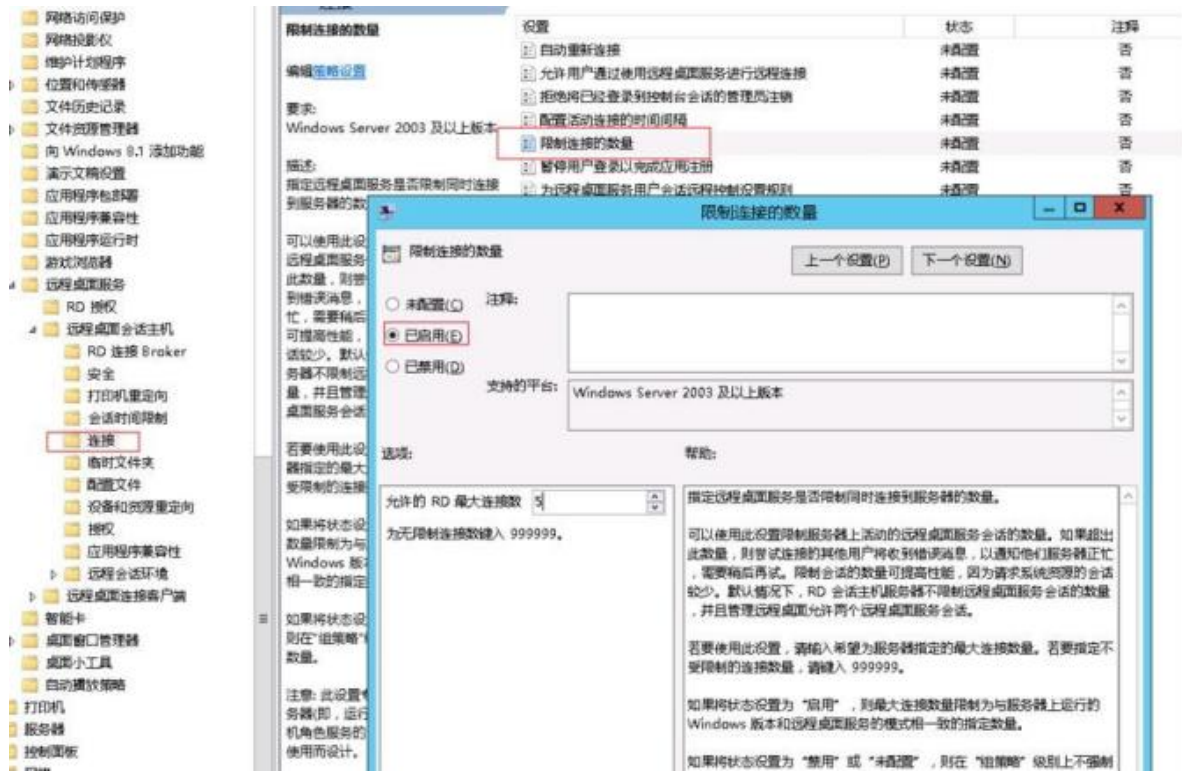 网络访问保护
网络投影仪
维护计划程序
位置和传感器
文件历史记录
文件资源管理器
向 Windows 8.1 添加功能
演示文稿设置
应用程序包部署
应用程序兼容性
应用程序运行时
游戏浏览器
远程桌面服务
RD 授权
远程桌面会话主机
RD 连接 Broker
安全
打印机重定向
会话时间限制
连接
临时文件夹
配置文件
设备和资源重定向
授权
应用程序兼容性
远程会话环境
远程桌面连接客户端
智能卡
桌面窗口管理器
桌面小工具
自动播放策略
打印机
服务器
控制面板
限制连接的数量
编辑策略设置
要求:
Windows Server 2003 及以上版本
描述:
指定远程桌面服务是否限制同时连接
到服务器的数
可以使用此设
远程桌面服务
此数量，则尝
到错误消息，
忙，需要稍后
可提高性能，
话较少。默认
务器不限制远
量，并且管理
桌面服务会话
若要使用此设
器指定的最大
受限制的连接
如果将状态设
数量限制为与
Windows 版本
相一致的指定
如果将状态设
则在"组策略"
数量。
注意: 此设置专
务器(即，运行
机角色服务的
使用而设计。
设置 状态 注释
自动重新连接 未配置 否
允许用户通过使用远程桌面服务进行远程连接 未配置 否
拒绝将已经登录到控制台会话的管理员注销 未配置 否
配置活动连接的时间间隔 未配置 否
限制连接的数量 未配置 否
暂停用户登录以完成应用注册 未配置 否
为远程桌面服务用户会话远程控制设置规则 未配置 否
限制连接的数量
限制连接的数量
上一个设置(P) 下一个设置(N)
未配置(C) 注释:
已启用(E)
已禁用(D)
支持的平台: Windows Server 2003 及以上版本
选项: 帮助:
允许的 RD 最大连接数 5
为无限制连接数键入 999999。
指定远程桌面服务是否限制同时连接到服务器的数量。
可以使用此设置限制服务器上活动的远程桌面服务会话的数量。如果超出
此数量，则尝试连接的其他用户将收到错误消息，以通知他们服务器正忙
，需要稍后再试。限制会话的数量可提高性能，因为请求系统资源的会话
较少。默认情况下，RD 会话主机服务器不限制远程桌面服务会话的数量
，并且管理远程桌面允许两个远程桌面服务会话。
若要使用此设置，请输入希望为服务器指定的最大连接数量。若要指定不
受限制的连接数量，请键入 999999。
如果将状态设置为 "启用" ，则最大连接数量限制为与服务器上运行的
Windows 版本和远程桌面服务的模式相一致的指定数量。
如果将状态设置为 "禁用" 或 "未配置" ，则在 "组策略" 级别上不强制